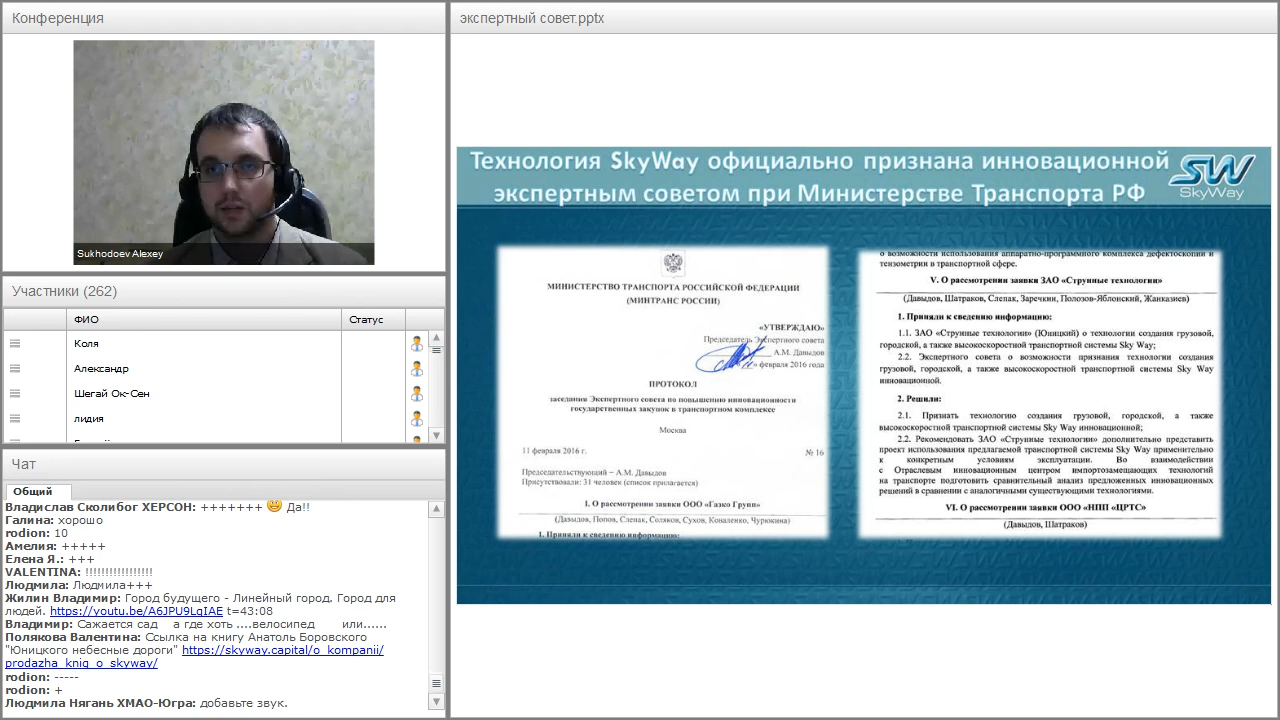 Конференция
Sukhodoev Alexey
Участники (262)
ФИО
Статус
Коля
Александр
Шегай Ок-Сен
лидия
Чат
Общий
Владислав Сколибог ХЕРСОН: +++++++ Да!!
Галина: хорошо
rodion: 10
Амелия: +++++
Елена Я.: +++
VALENTINA: !!!!!!!!!!!!!!!!!
Людмила: Людмила+++
Жилин Владимир: Город будущего - Линейный город. Город для
людей. https://youtu.be/A6JPU9LgIAE t=43:08
Владимир: Сажается сад а где хоть ....велосипед или......
Полякова Валентина: Ссылка на книгу Анатоль Боровского
"Юницкого небесные дороги" https://skyway.capital/o_kompanii/
prodazha_knig_o_skyway/
rodion: -----
rodion: +
Людмила Нягань ХМАО-Югра: добавьте звук.
экспертный совет.pptx
Технология SkyWay официально признана инновационной
экспертным советом при Министерстве Транспорта РФ
SW
SkyWay
МИНИСТЕРСТВО ТРАНСПОРТА РОССИЙСКОЙ ФЕДЕРАЦИИ
(МИНТРАНС РОССИИ)
«УТВЕРЖДАЮ»
Председатель Экспертного совета
А.М. Давыдов
» февраля 2016 года
ПРОТОКОЛ
заседания Экспертного совета по повышению инновационности
государственных закупок в транспортном комплексе
Москва
11 февраля 2016 г. № 16
Председательствующий – А.М. Давыдов
Присутствовали: 31 человек (список прилагается)
I. О рассмотрении заявки ООО «Газко Групп»
(Давыдов, Попов, Слепак, Соляков, Сухов, Коваленко, Чурюкина)
1. Приняли к сведению информацию:
о возможности использования аппаратно-программного комплекса дефектоскопии и
тензометрии в транспортной сфере.
V. О рассмотрении заявки ЗАО «Струнные технологии»
(Давыдов, Шатраков, Слепак, Заречкин, Полозов-Яблонский, Жанказиев)
1. Приняли к сведению информацию:
1.1. ЗАО «Струнные технологии» (Юницкий) о технологии создания грузовой,
городской, а также высокоскоростной транспортной системы Sky Way;
2.2. Экспертного совета о возможности признания технологии создания
грузовой, городской, а также высокоскоростной транспортной системы Sky Way
инновационной.
2. Решили:
2.1. Признать технологию создания грузовой, городской, а также
высокоскоростной транспортной системы Sky Way инновационной;
2.2. Рекомендовать ЗАО «Струнные технологии» дополнительно представить
проект использования предлагаемой транспортной системы Sky Way применительно
к конкретным условиям эксплуатации. Во взаимодействии
с Отраслевым инновационным центром импортозамещающих технологий
на транспорте подготовить сравнительный анализ предложенных инновационных
решений в сравнении с аналогичными существующими технологиями.
VI. О рассмотрении заявки ООО «НПП «ЦРТС»
(Давыдов, Шатраков)